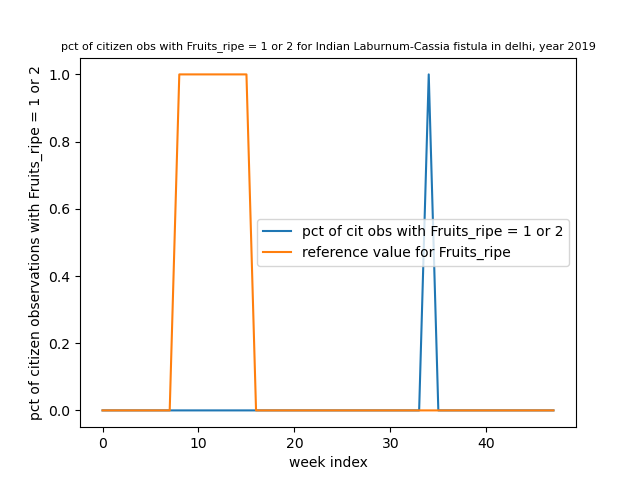 pct of citizen obs with Fruits_ripe = 1 or 2 for Indian Laburnum-Cassia fistula in delhi, year 2019
pct of citizen observations with Fruits_ripe = 1 or 2
1.0
0.8
0.6
0.4
0.2
0.0
pct of cit obs with Fruits_ripe = 1 or 2
reference value for Fruits_ripe
0 10 20 30 40
week index